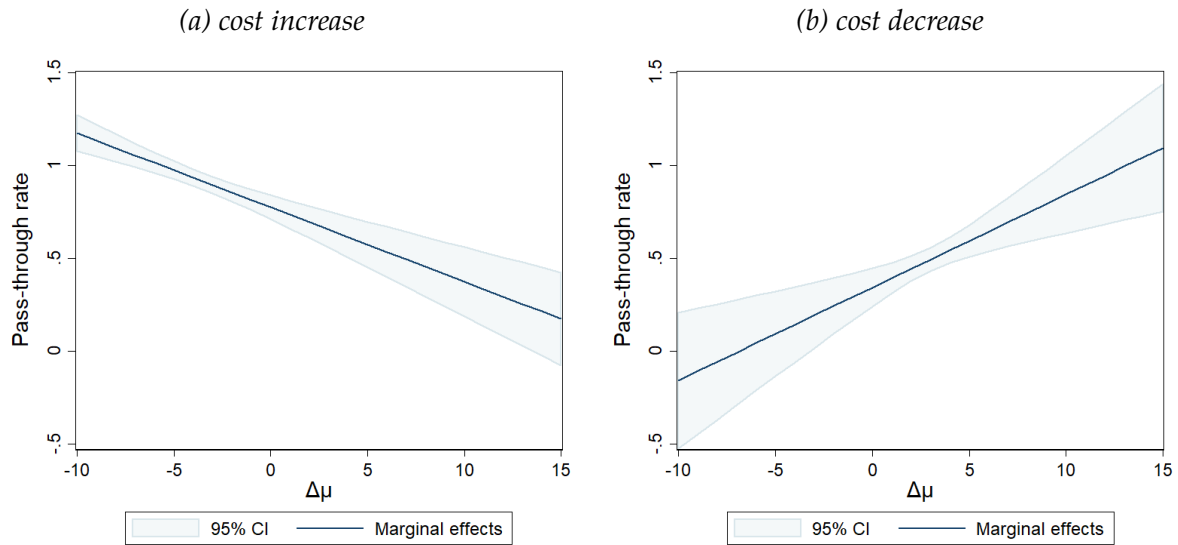 (a) cost increase
Pass-through rate
1.5
1
.5
0
-.5
-10 -5 0 5 10 15
Δμ
95% CI Marginal effects
(b) cost decrease
Pass-through rate
1.5
1
.5
0
-.5
-10 -5 0 5 10 15
Δμ
95% CI Marginal effects